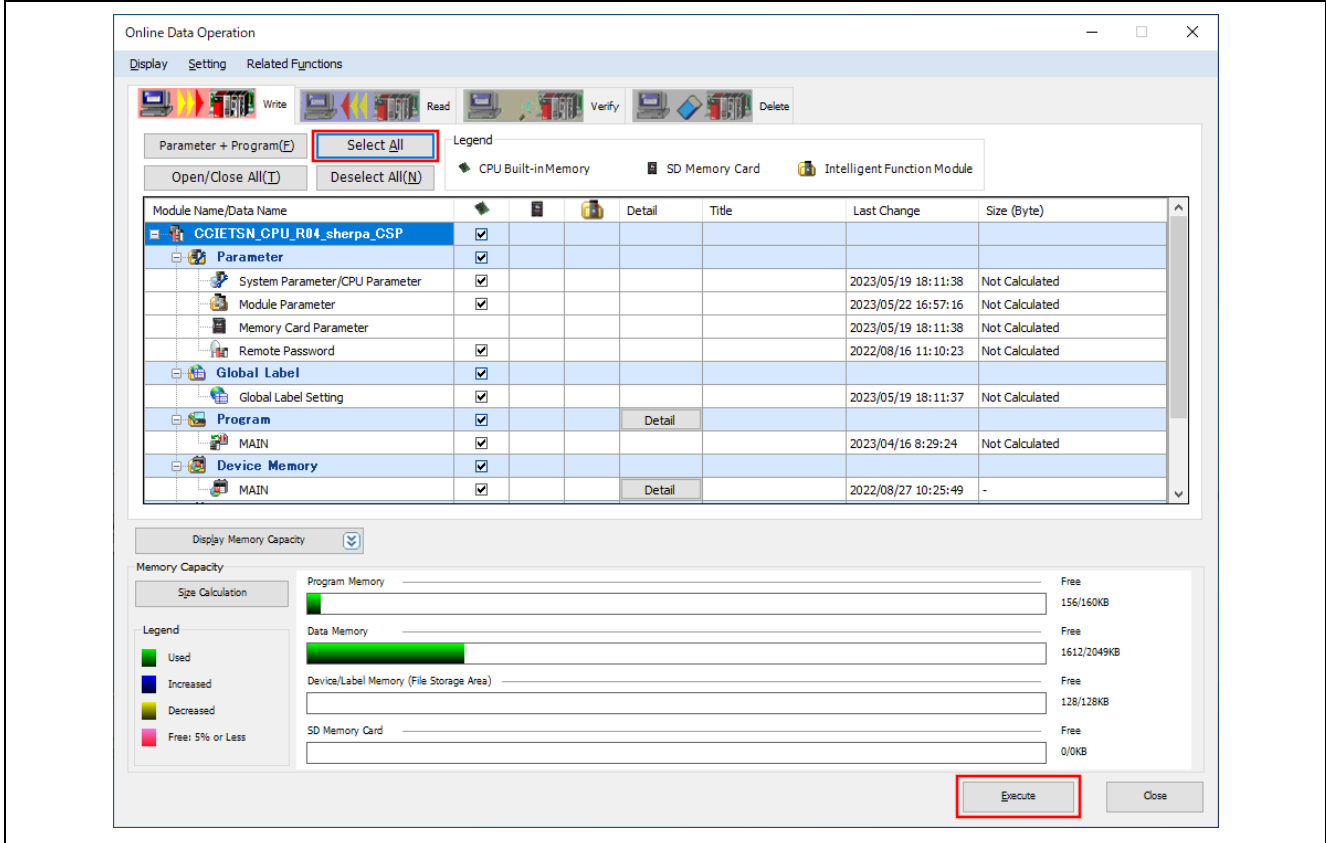 Online Data Operation
Display Setting Related Functions
Write Read Verify Delete
Parameter + Program(F) Select All Legend
CPU Built-in Memory SD Memory Card Intelligent Function Module
Open/Close All(T) Deselect All(N)
Module Name/Data Name Detail Title Last Change Size (Byte)
CCIETSN_CPU_R04_sherpa_CSP
Parameter
System Parameter/CPU Parameter 2023/05/19 18:11:38 Not Calculated
Module Parameter 2023/05/22 16:57:16 Not Calculated
Memory Card Parameter 2023/05/19 18:11:38 Not Calculated
Remote Password 2022/08/16 11:10:23 Not Calculated
Global Label
Global Label Setting 2023/05/19 18:11:37 Not Calculated
Program Detail
MAIN 2023/04/16 8:29:24 Not Calculated
Device Memory
MAIN Detail 2022/08/27 10:25:49 -
Display Memory Capacity
Memory Capacity
Size Calculation
Program Memory Free
156/160KB
Legend
Used
Increased
Decreased
Free: 5% or Less
Data Memory Free
1612/2049KB
Device/Label Memory (File Storage Area) Free
128/128KB
SD Memory Card Free
0/0KB
Execute Close